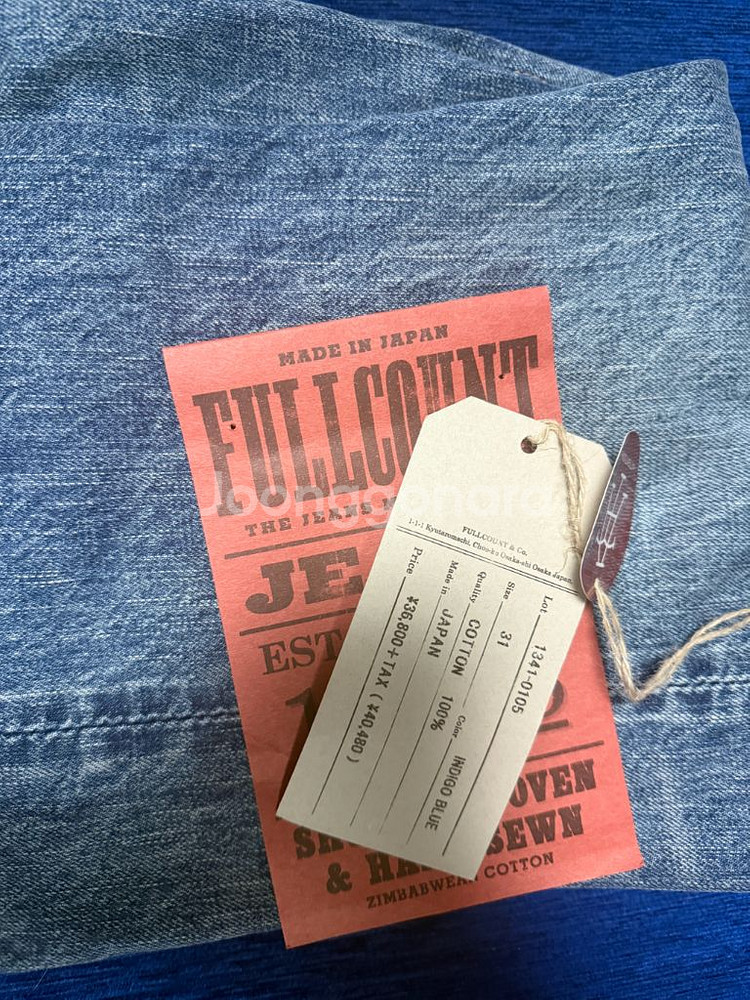 MADE IN JAPAN
FULLCOUNT
THE JEANS
JE
EST
OVEN
& HA SEWN
ZIMBABWEAN COTTON
FULLCOUNT & Co.
1-1-1 Kyutaromachi, Chuo-ku Osaka-shi Osaka Japan.
Lot. 1341-0105
Size 31
Quality COTTON 100% Color INDIGO BLUE
Made in JAPAN
Price ¥36,800+TAX ( ¥40,480 )
Joonggonara